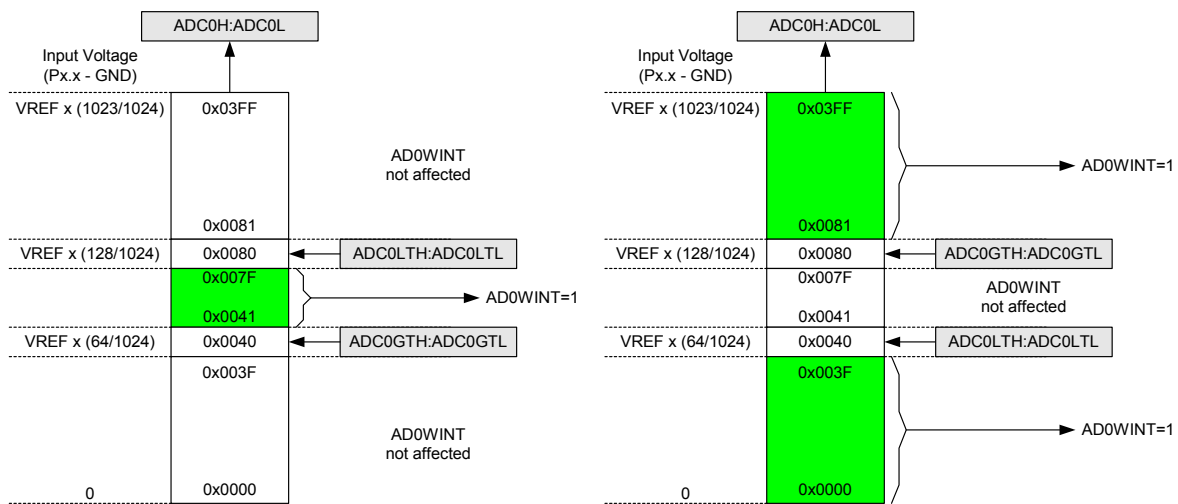 ADC0H:ADC0L
Input Voltage
(Px.x - GND)
VREF x (1023/1024)
0x03FF
AD0WINT
not affected
0x0081
VREF x (128/1024)
0x0080
ADC0LTH:ADC0LTL
0x007F
AD0WINT=1
0x0041
VREF x (64/1024)
0x0040
ADC0GTH:ADC0GTL
0x003F
AD0WINT
not affected
0
0x0000
ADC0H:ADC0L
Input Voltage
(Px.x - GND)
VREF x (1023/1024)
0x03FF
AD0WINT=1
0x0081
VREF x (128/1024)
0x0080
ADC0GTH:ADC0GTL
0x007F
AD0WINT
not affected
0x0041
VREF x (64/1024)
0x0040
ADC0LTH:ADC0LTL
0x003F
AD0WINT=1
0
0x0000